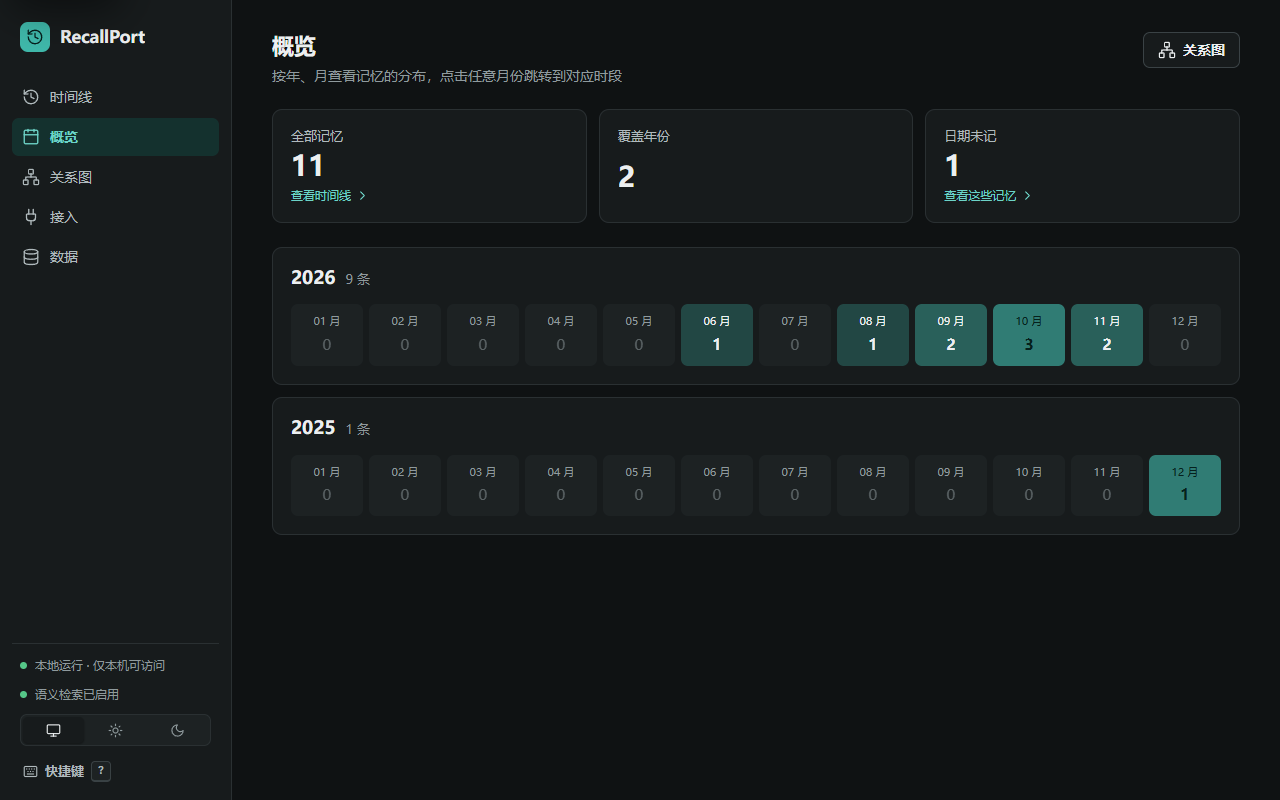 RecallPort
时间线
概览
关系图
接入
数据
本地运行 · 仅本机可访问
语义检索已启用
快捷键 ?
概览
按年、月查看记忆的分布，点击任意月份跳转到对应时段
关系图
全部记忆
11
查看时间线
覆盖年份
2
日期未记
1
查看这些记忆
2026 9 条
01 月 02 月 03 月 04 月 05 月 06 月 07 月 08 月 09 月 10 月 11 月 12 月
0 0 0 0 0 1 0 1 2 3 2 0
2025 1 条
01 月 02 月 03 月 04 月 05 月 06 月 07 月 08 月 09 月 10 月 11 月 12 月
0 0 0 0 0 0 0 0 0 0 0 1